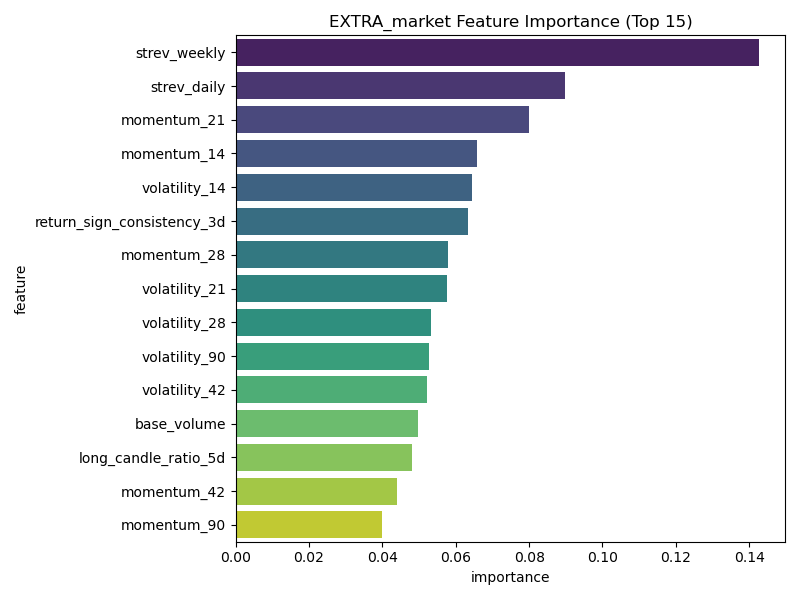 EXTRA_market Feature Importance (Top 15)
feature
strev_weekly
strev_daily
momentum_21
momentum_14
volatility_14
return_sign_consistency_3d
momentum_28
volatility_21
volatility_28
volatility_90
volatility_42
base_volume
long_candle_ratio_5d
momentum_42
momentum_90
0.00 0.02 0.04 0.06 0.08 0.10 0.12 0.14
importance